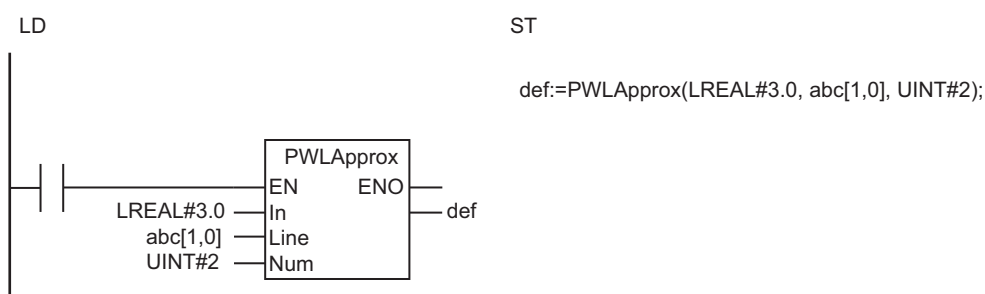 LD
ST
def:=PWLApprox(LREAL#3.0, abc[1,0], UINT#2);
PWLApprox
EN ENO
LREAL#3.0 In def
abc[1,0] Line
UINT#2 Num